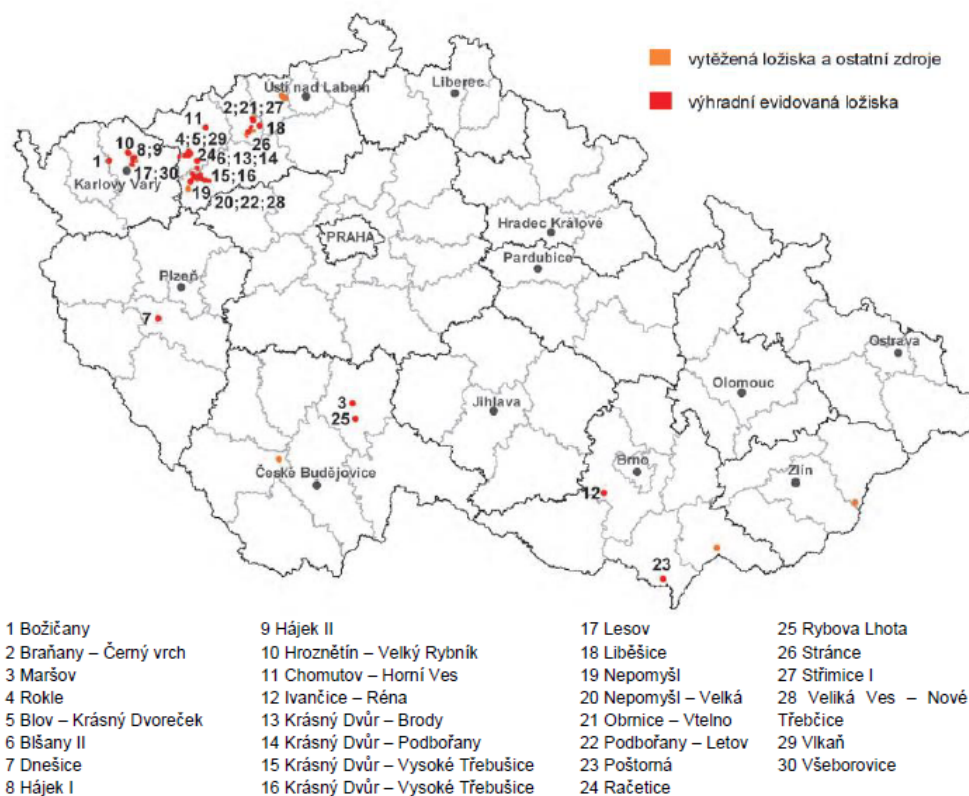 vytěžená ložiska a ostatní zdroje
výhradní evidovaná ložiska
Ústí nad Labem
Liberec
2;21;27
11
18
4;5;29
26
10
8;9
24
6;13;14
1
17;30
15;16
Karlovy Vary
19
20;22;28
PRAHA
Hradec Králové
Pardubice
Plzeň
7
Ostrava
Olomouc
3
Jihlava
25
České Budějovice
Brno
Zlín
12
23
1 Božičany
2 Braňany – Černý vrch
3 Maršov
4 Rokle
5 Blov – Krásný Dvoreček
6 Blšany II
7 Dnešice
8 Hájek I
9 Hájek II
10 Hroznětín – Velký Rybník
11 Chomutov – Horní Ves
12 Ivančice – Réna
13 Krásný Dvůr – Brody
14 Krásný Dvůr – Podbořany
15 Krásný Dvůr – Vysoké Třebušice
16 Krásný Dvůr – Vysoké Třebušice
17 Lesov
18 Liběšice
19 Nepomyšl
20 Nepomyšl – Velká
21 Obrnice – Vtelno
22 Podbořany – Letov
23 Poštorná
24 Račetice
25 Rybova Lhota
26 Stránce
27 Střimice I
28 Veliká Ves – Nové
Třebčice
29 Vlkaň
30 Všeborovice